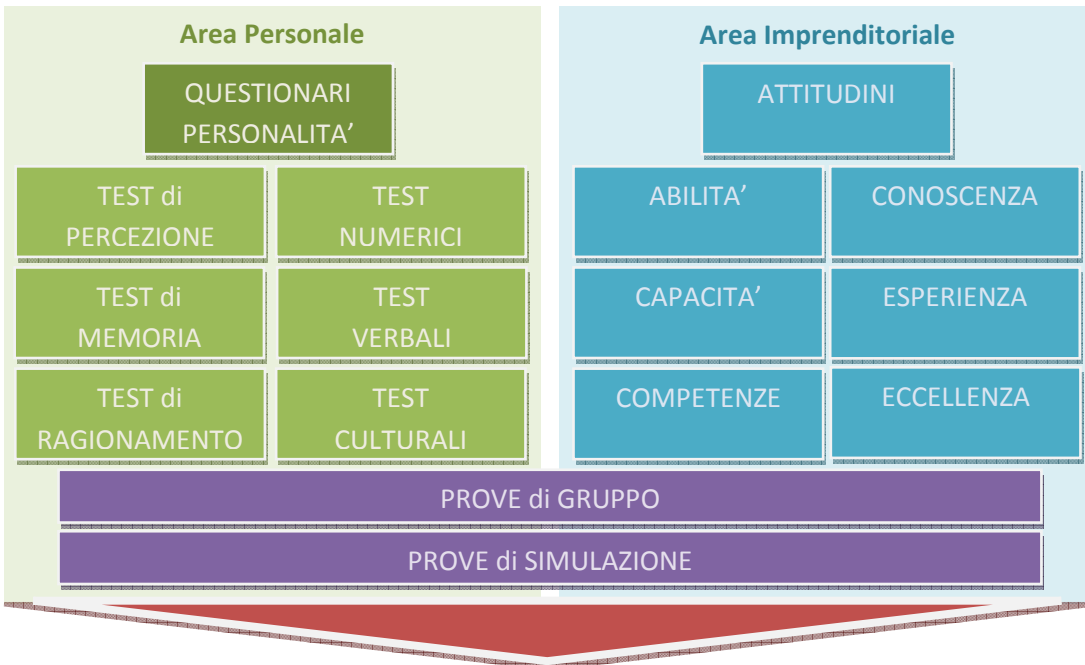 Area Personale
QUESTIONARI
PERSONALITA’
TEST di
PERCEZIONE
TEST
NUMERICI
TEST di
MEMORIA
TEST
VERBALI
TEST di
RAGIONAMENTO
TEST
CULTURALI
Area Imprenditoriale
ATTITUDINI
ABILITA’
CONOSCENZA
CAPACITA’
ESPERIENZA
COMPETENZE
ECCELLENZA
PROVE di GRUPPO
PROVE di SIMULAZIONE